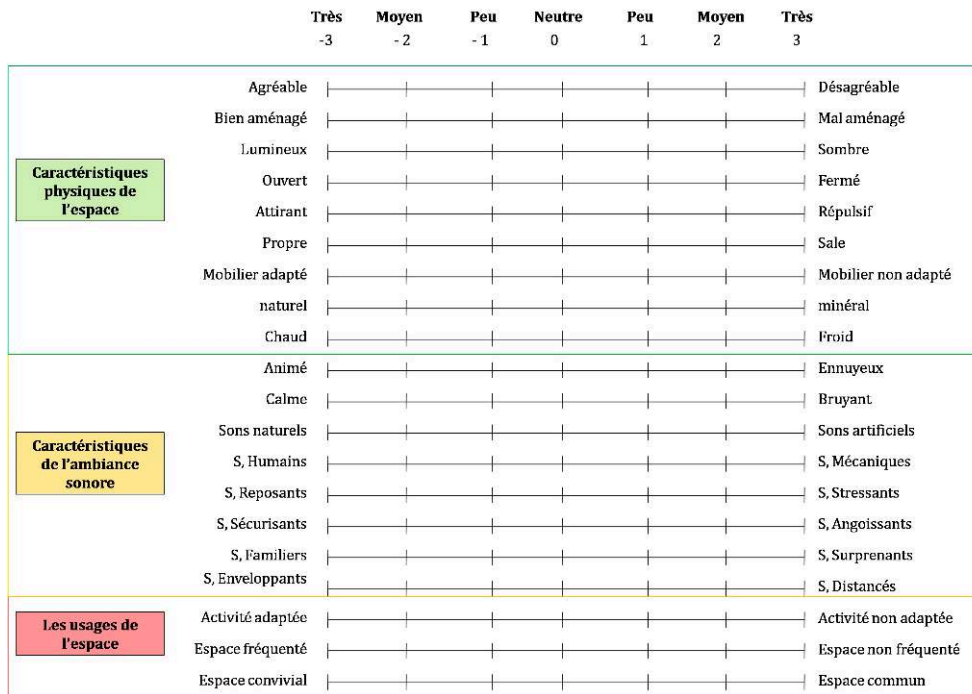 Très Moyen Peu Neutre Peu Moyen Très
-3 - 2 - 1 0 1 2 3
Agréable Désagréable
Bien aménagé Mal aménagé
Lumineux Sombre
Caractéristiques
physiques de
l'espace
Ouvert Fermé
Attirant Répulsif
Propre Sale
Mobilier adapté Mobilier non adapté
naturel minéral
Chaud Froid
Animé Ennuyeux
Calme Bruyant
Sons naturels Sons artificiels
Caractéristiques
de l'ambiance
sonore
S, Humains S, Mécaniques
S, Reposants S, Stressants
S, Sécurisants S, Angoissants
S, Familiers S, Surprenants
S, Enveloppants S, Distancés
Les usages de
l'espace
Activité adaptée Activité non adaptée
Espace fréquenté Espace non fréquenté
Espace convivial Espace commun